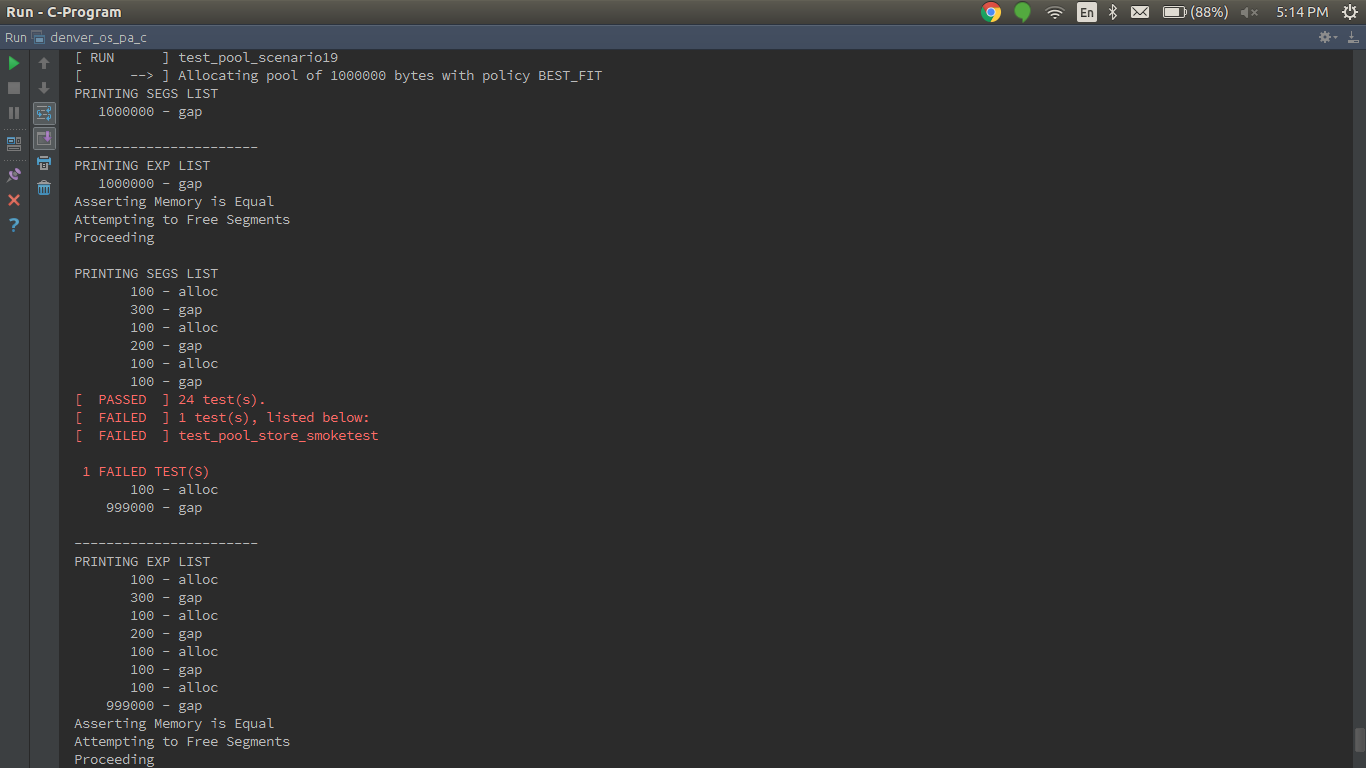 Run - C-Program
En
(88%)
5:14 PM
Run denver_os_pa_c
[ RUN      ] test_pool_scenario19
[      --> ] Allocating pool of 1000000 bytes with policy BEST_FIT
PRINTING SEGS LIST
   1000000 - gap
-----------------------
PRINTING EXP LIST
   1000000 - gap
Asserting Memory is Equal
Attempting to Free Segments
Proceeding
PRINTING SEGS LIST
       100 - alloc
       300 - gap
       100 - alloc
       200 - gap
       100 - alloc
       100 - gap
[  PASSED  ] 24 test(s).
[  FAILED  ] 1 test(s), listed below:
[  FAILED  ] test_pool_store_smoketest
 1 FAILED TEST(S)
       100 - alloc
    999000 - gap
-----------------------
PRINTING EXP LIST
       100 - alloc
       300 - gap
       100 - alloc
       200 - gap
       100 - alloc
       100 - gap
       100 - alloc
    999000 - gap
Asserting Memory is Equal
Attempting to Free Segments
Proceeding